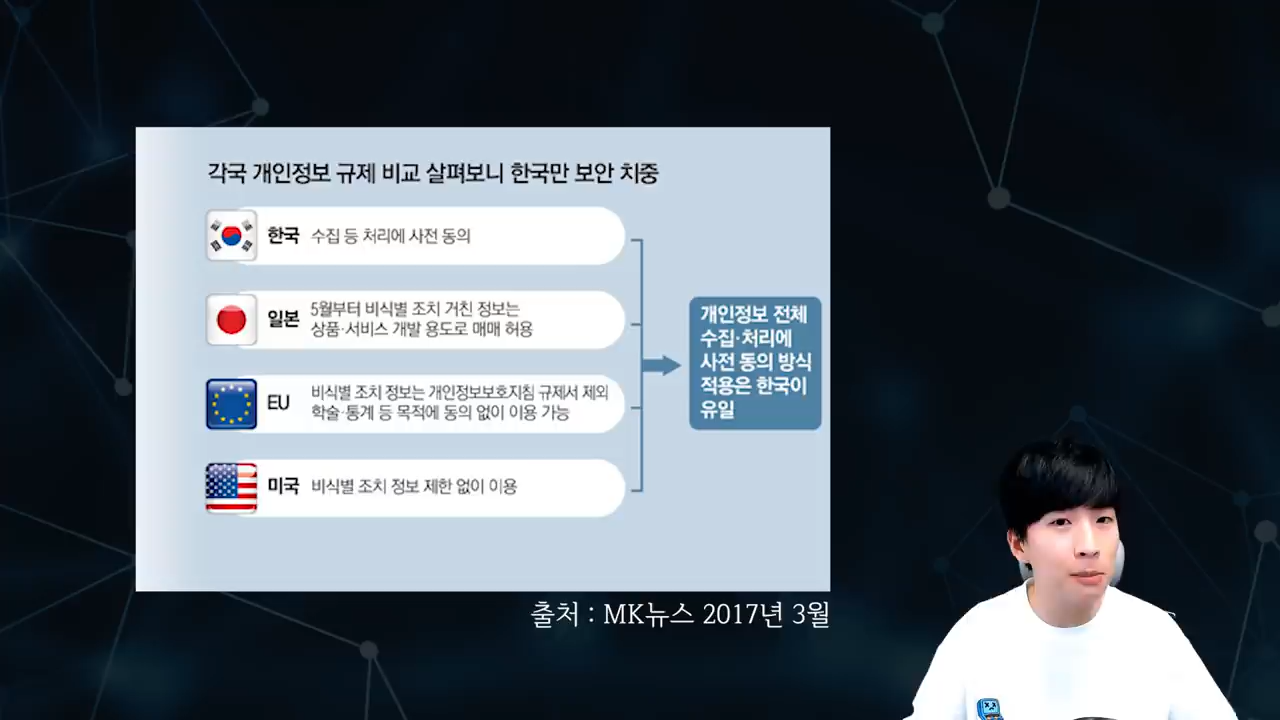 각국 개인정보 규제 비교 살펴보니 한국만 보안 치중
한국 수집 등 처리에 사전 동의
일본 5월부터 비식별 조치 거친 정보는
상품·서비스 개발 용도로 매매 허용
EU 비식별 조치 정보는 개인정보보호지침 규제서 제외
학술·통계 등 목적에 동의 없이 이용 가능
미국 비식별 조치 정보 제한 없이 이용
개인정보 전체
수집·처리에
사전 동의 방식
적용은 한국이
유일
출처 : MK뉴스 2017년 3월